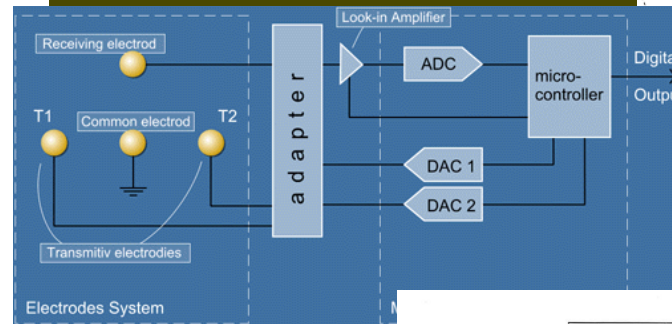 Look-in Amplifier
Receiving electrod
ADC
micro-
controller
Digita
Outpu
T1
Common electrod
T2
adapter
DAC 1
DAC 2
Transmitiv electrodies
Electrodes System